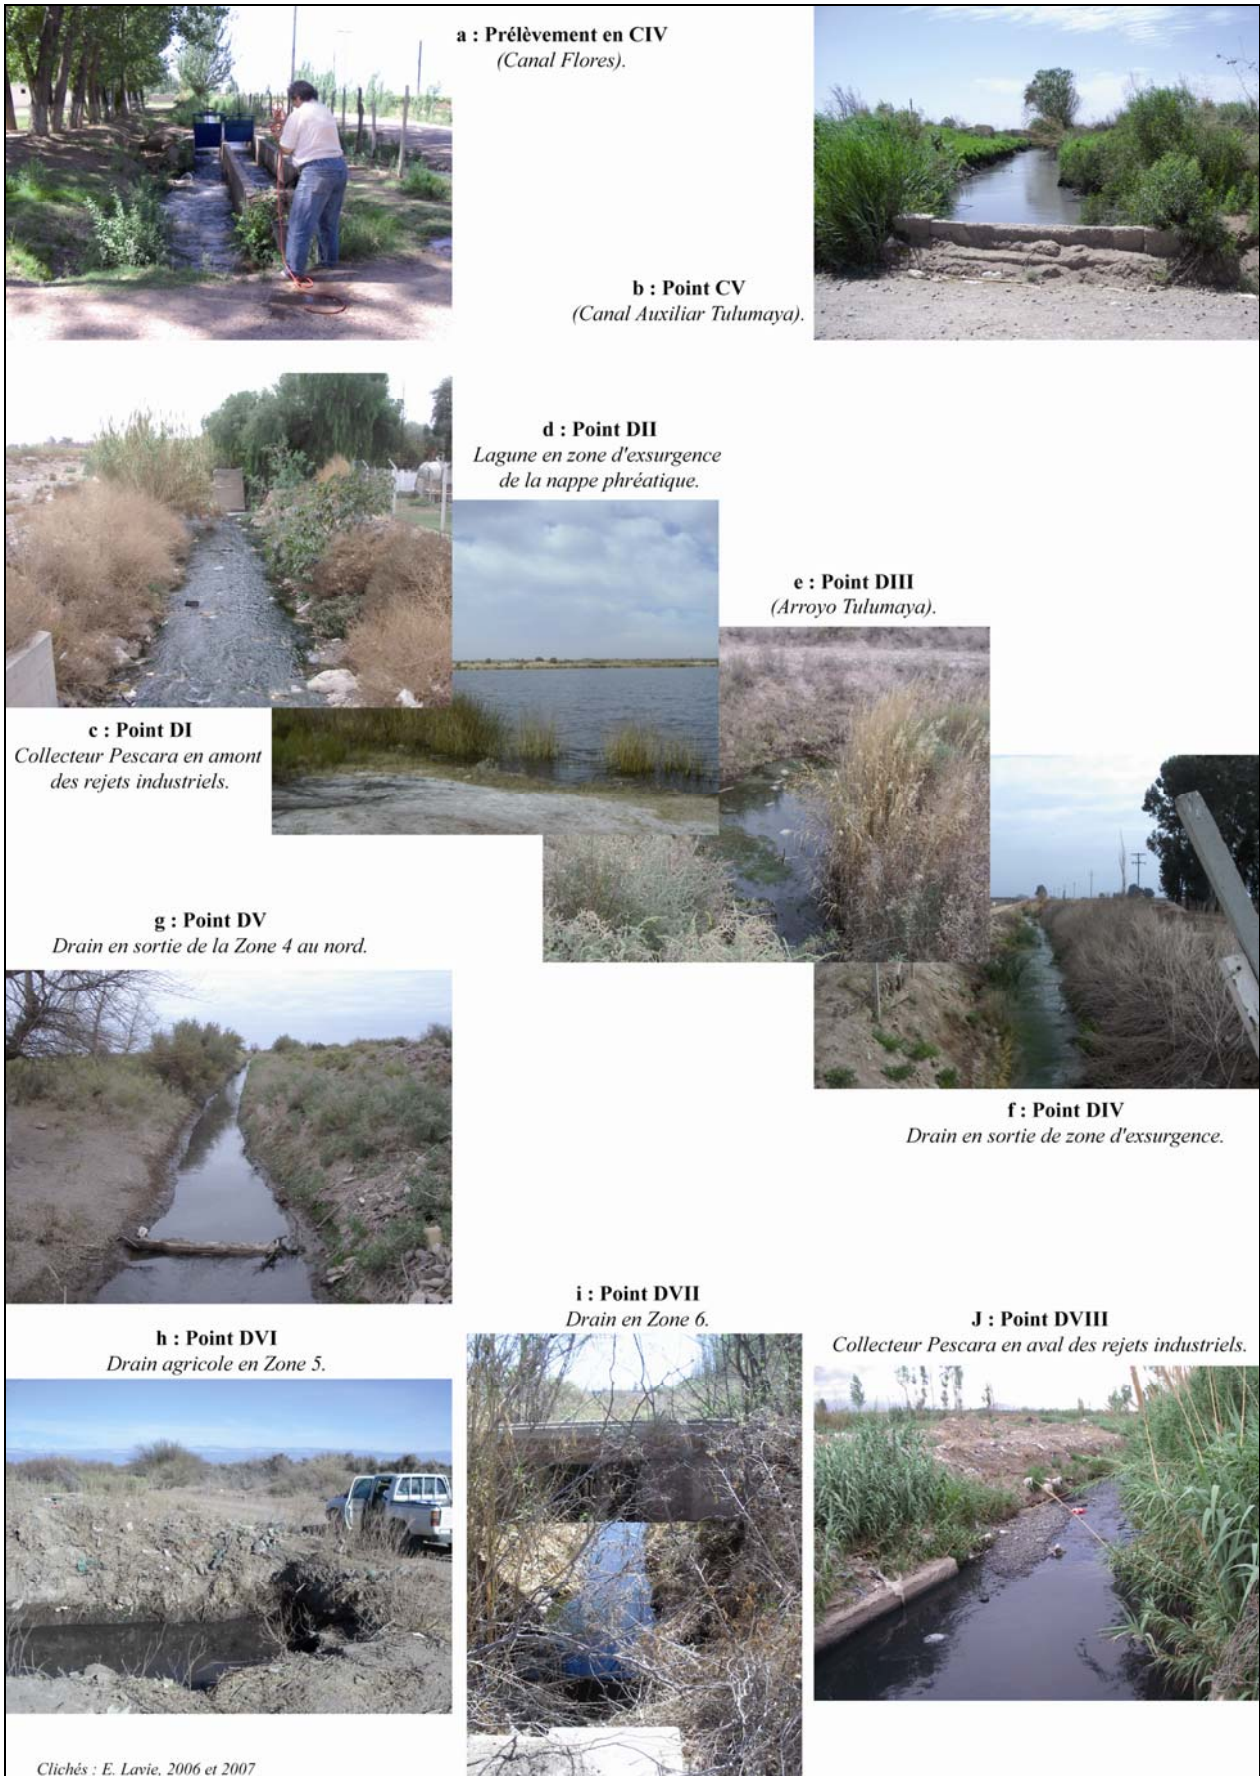 a : Prélèvement en CIV
(Canal Flores).
b : Point CV
(Canal Auxiliar Tulumaya).
d : Point DII
Lagune en zone d'exsurgence
de la nappe phréatique.
e : Point DIII
(Arroyo Tulumaya).
c : Point DI
Collecteur Pescara en amont
des rejets industriels.
g : Point DV
Drain en sortie de la Zone 4 au nord.
f : Point DIV
Drain en sortie de zone d'exsurgence.
i : Point DVII
Drain en Zone 6.
h : Point DVI
Drain agricole en Zone 5.
J : Point DVIII
Collecteur Pescara en aval des rejets industriels.
Clichés : E. Lavie, 2006 et 2007